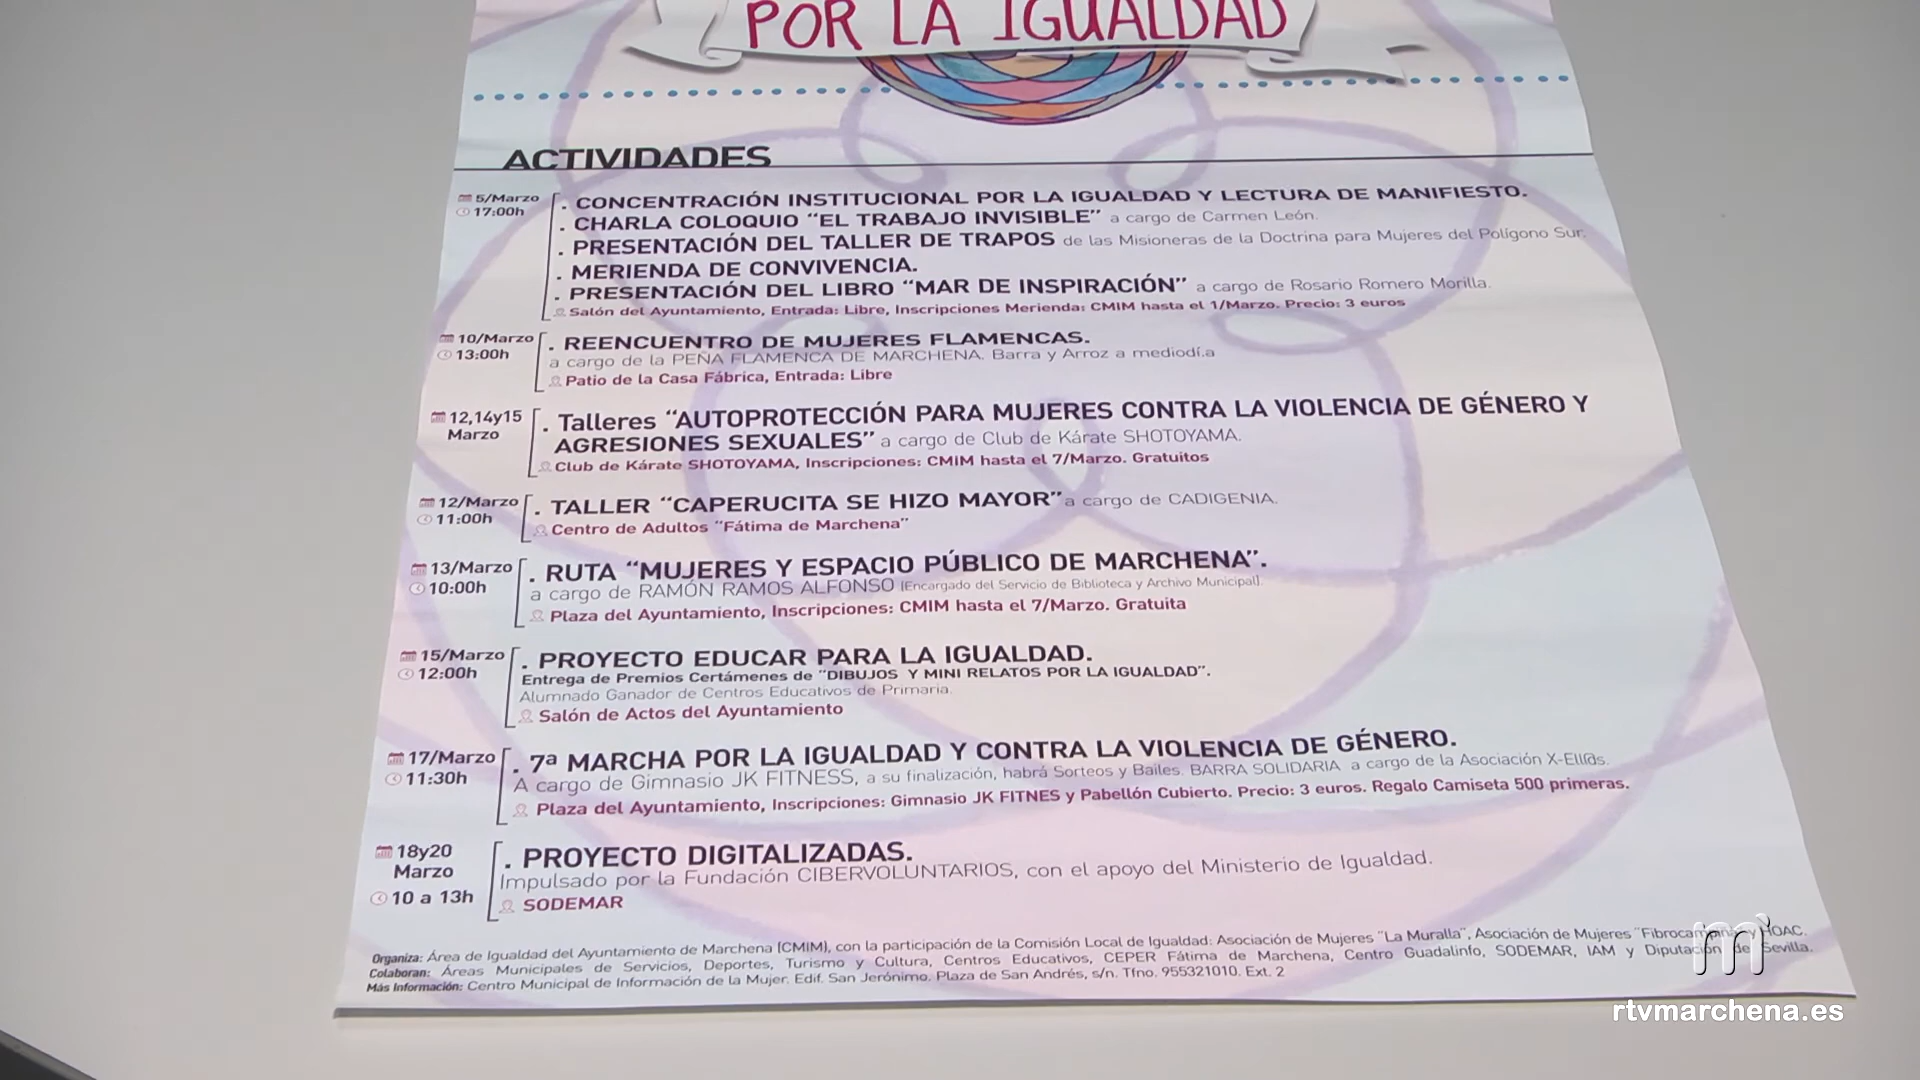 POR LA IGUALDAD
ACTIVIDADES
5/Marzo
17:00h
. CONCENTRACIÓN INSTITUCIONAL POR LA IGUALDAD Y LECTURA DE MANIFIESTO.
. CHARLA COLOQUIO “EL TRABAJO INVISIBLE” a cargo de Carmen León.
. PRESENTACIÓN DEL TALLER DE TRAPOS de las Misioneras de la Doctrina para Mujeres del Polígono Sur.
. MERIENDA DE CONVIVENCIA.
. PRESENTACIÓN DEL LIBRO “MAR DE INSPIRACIÓN” a cargo de Rosario Romero Morilla.
Salón del Ayuntamiento, Entrada: Libre, Inscripciones Merienda: CMIM hasta el 1/Marzo. Precio: 3 euros
10/Marzo
13:00h
. REENCUENTRO DE MUJERES FLAMENCAS.
a cargo de la PEÑA FLAMENCA DE MARCHENA. Barra y Arroz a mediodí.a
Patio de la Casa Fábrica, Entrada: Libre
12,14y15
Marzo
. Talleres “AUTOPROTECCIÓN PARA MUJERES CONTRA LA VIOLENCIA DE GÉNERO Y
AGRESIONES SEXUALES” a cargo de Club de Kárate SHOTOYAMA.
Club de Kárate SHOTOYAMA, Inscripciones: CMIM hasta el 7/Marzo. Gratuitos
12/Marzo
11:00h
. TALLER “CAPERUCITA SE HIZO MAYOR” a cargo de CADIGENIA.
Centro de Adultos “Fátima de Marchena”
13/Marzo
10:00h
. RUTA “MUJERES Y ESPACIO PÚBLICO DE MARCHENA”.
a cargo de RAMÓN RAMOS ALFONSO (Encargado del Servicio de Biblioteca y Archivo Municipal).
Plaza del Ayuntamiento, Inscripciones: CMIM hasta el 7/Marzo. Gratuita
15/Marzo
12:00h
. PROYECTO EDUCAR PARA LA IGUALDAD.
Entrega de Premios Certámenes de “DIBUJOS Y MINI RELATOS POR LA IGUALDAD”.
Alumnado Ganador de Centros Educativos de Primaria.
Salón de Actos del Ayuntamiento
17/Marzo
11:30h
. 7ª MARCHA POR LA IGUALDAD Y CONTRA LA VIOLENCIA DE GÉNERO.
A cargo de Gimnasio JK FITNESS, a su finalización, habrá Sorteos y Bailes. BARRA SOLIDARIA a cargo de la Asociación X-Ell@s.
Plaza del Ayuntamiento, Inscripciones: Gimnasio JK FITNES y Pabellón Cubierto. Precio: 3 euros. Regalo Camiseta 500 primeras.
18y20
Marzo
10 a 13h
. PROYECTO DIGITALIZADAS.
Impulsado por la Fundación CIBERVOLUNTARIOS, con el apoyo del Ministerio de Igualdad.
SODEMAR
Organiza: Área de Igualdad del Ayuntamiento de Marchena (CMIM), con la participación de la Comisión Local de Igualdad: Asociación de Mujeres “La Muralla”, Asociación de Mujeres y HOAC.
Colaboran: Áreas Municipales de Servicios, Deportes, Turismo y Cultura, Centros Educativos, CEPER Fátima de Marchena, Centro Guadalinfo, SODEMAR, IAM y Diputación de Sevilla.
Más Información: Centro Municipal de Información de la Mujer. Edif. San Jerónimo. Plaza de San Andrés, s/n. Tfno. 955321010. Ext. 2
m
rtvmarchena.es